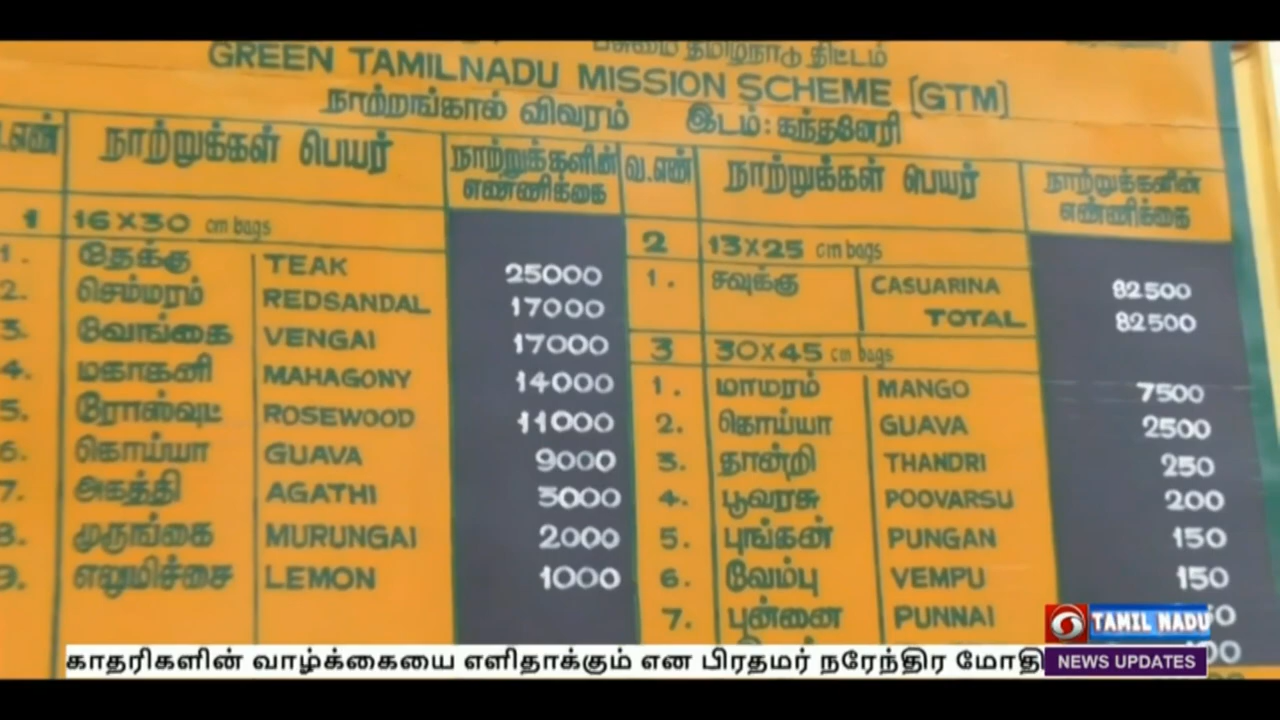 பசுமை தமிழ்நாடு திட்டம்
GREEN TAMILNADU MISSION SCHEME (GTM)
நாற்றங்கால் விவரம் இடம்: கந்தனேரி
.எண் நாற்றுக்கள் பெயர் நாற்றுக்களின் எண்ணிக்கை
1 16X30 cm bags
1. தேக்கு TEAK 25000
2. செம்மரம் REDSANDAL 17000
3. வேங்கை VENGAI 17000
4. மகாகனி MAHAGONY 14000
5. ரோஸ்வுட் ROSEWOOD 11000
6. கொய்யா GUAVA 9000
7. அகத்தி AGATHI 3000
8. முருங்கை MURUNGAI 2000
9. எலுமிச்சை LEMON 1000
வ.எண் நாற்றுக்கள் பெயர் நாற்றுக்களின் எண்ணிக்கை
2 13X25 cm bags
1. சவுக்கு CASUARINA 82500
TOTAL 82500
3 30X45 cm bags
1. மாமரம் MANGO 7500
2. கொய்யா GUAVA 2500
3. தான்றி THANDRI 250
4. பூவரசு POOVARSU 200
5. புங்கன் PUNGAN 150
6. வேம்பு VEMPU 150
7. புன்னை PUNNAI
TAMIL NADU
NEWS UPDATES
காதரிகளின் வாழ்க்கையை எளிதாக்கும் என பிரதமர் நரேந்திர மோதி